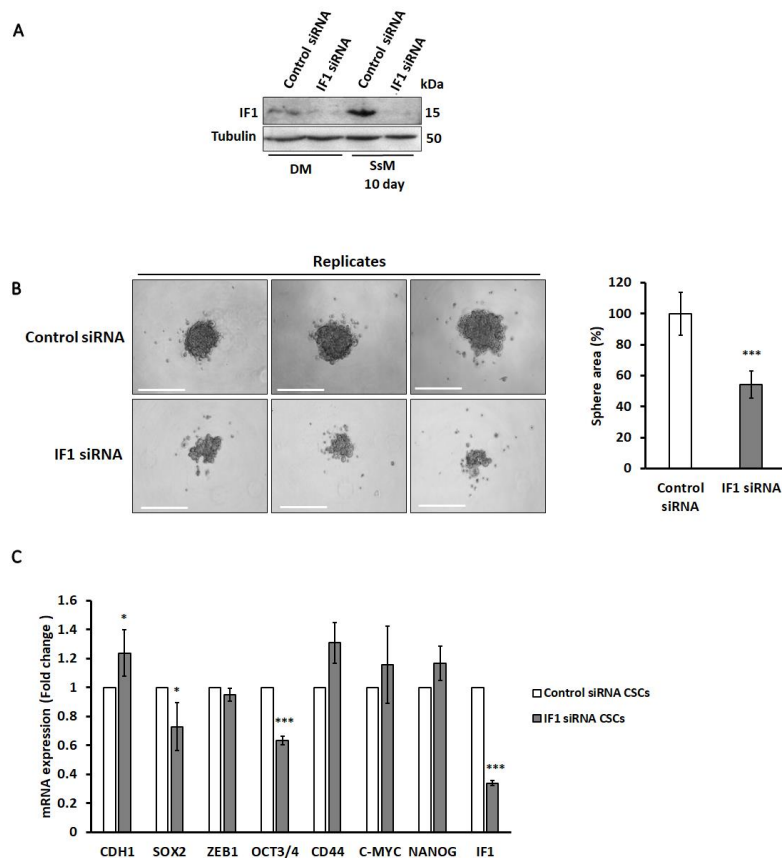 A
Control siRNA
IF1 siRNA
Control siRNA
IF1 siRNA
kDa
IF1
15
Tubulin
50
DM
SsM
10 day
B
Replicates
Control siRNA
IF1 siRNA
Sphere area (%)
120
100
80
60
40
20
0
***
Control
siRNA
IF1 siRNA
C
mRNA expression (Fold change )
1.6
1.4
1.2
1
0.8
0.6
0.4
0.2
0
*
*
***
***
CDH1 SOX2 ZEB1 OCT3/4 CD44 C-MYC NANOG IF1
Control siRNA CSCs
IF1 siRNA CSCs